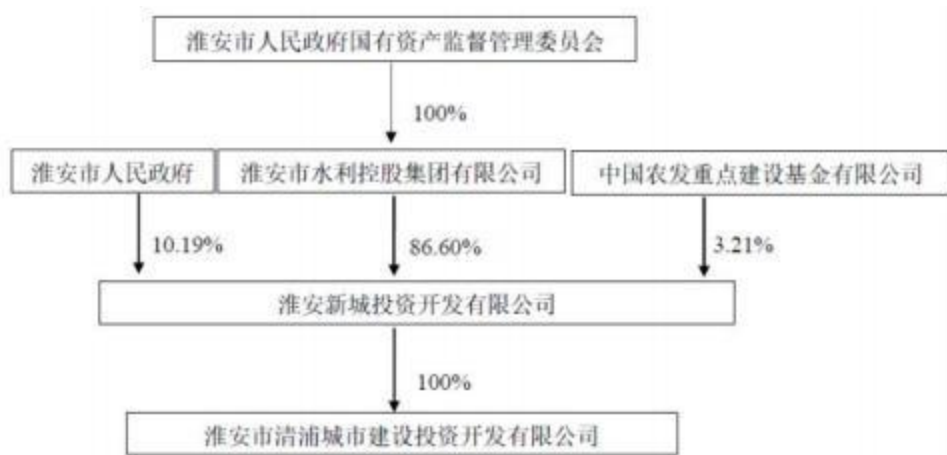 淮安市人民政府国有资产监督管理委员会
100%
淮安市人民政府
淮安市水利控股集团有限公司
中国农发重点建设基金有限公司
10.19%
86.60%
3.21%
淮安新城投资开发有限公司
100%
淮安市清浦城市建设投资开发有限公司